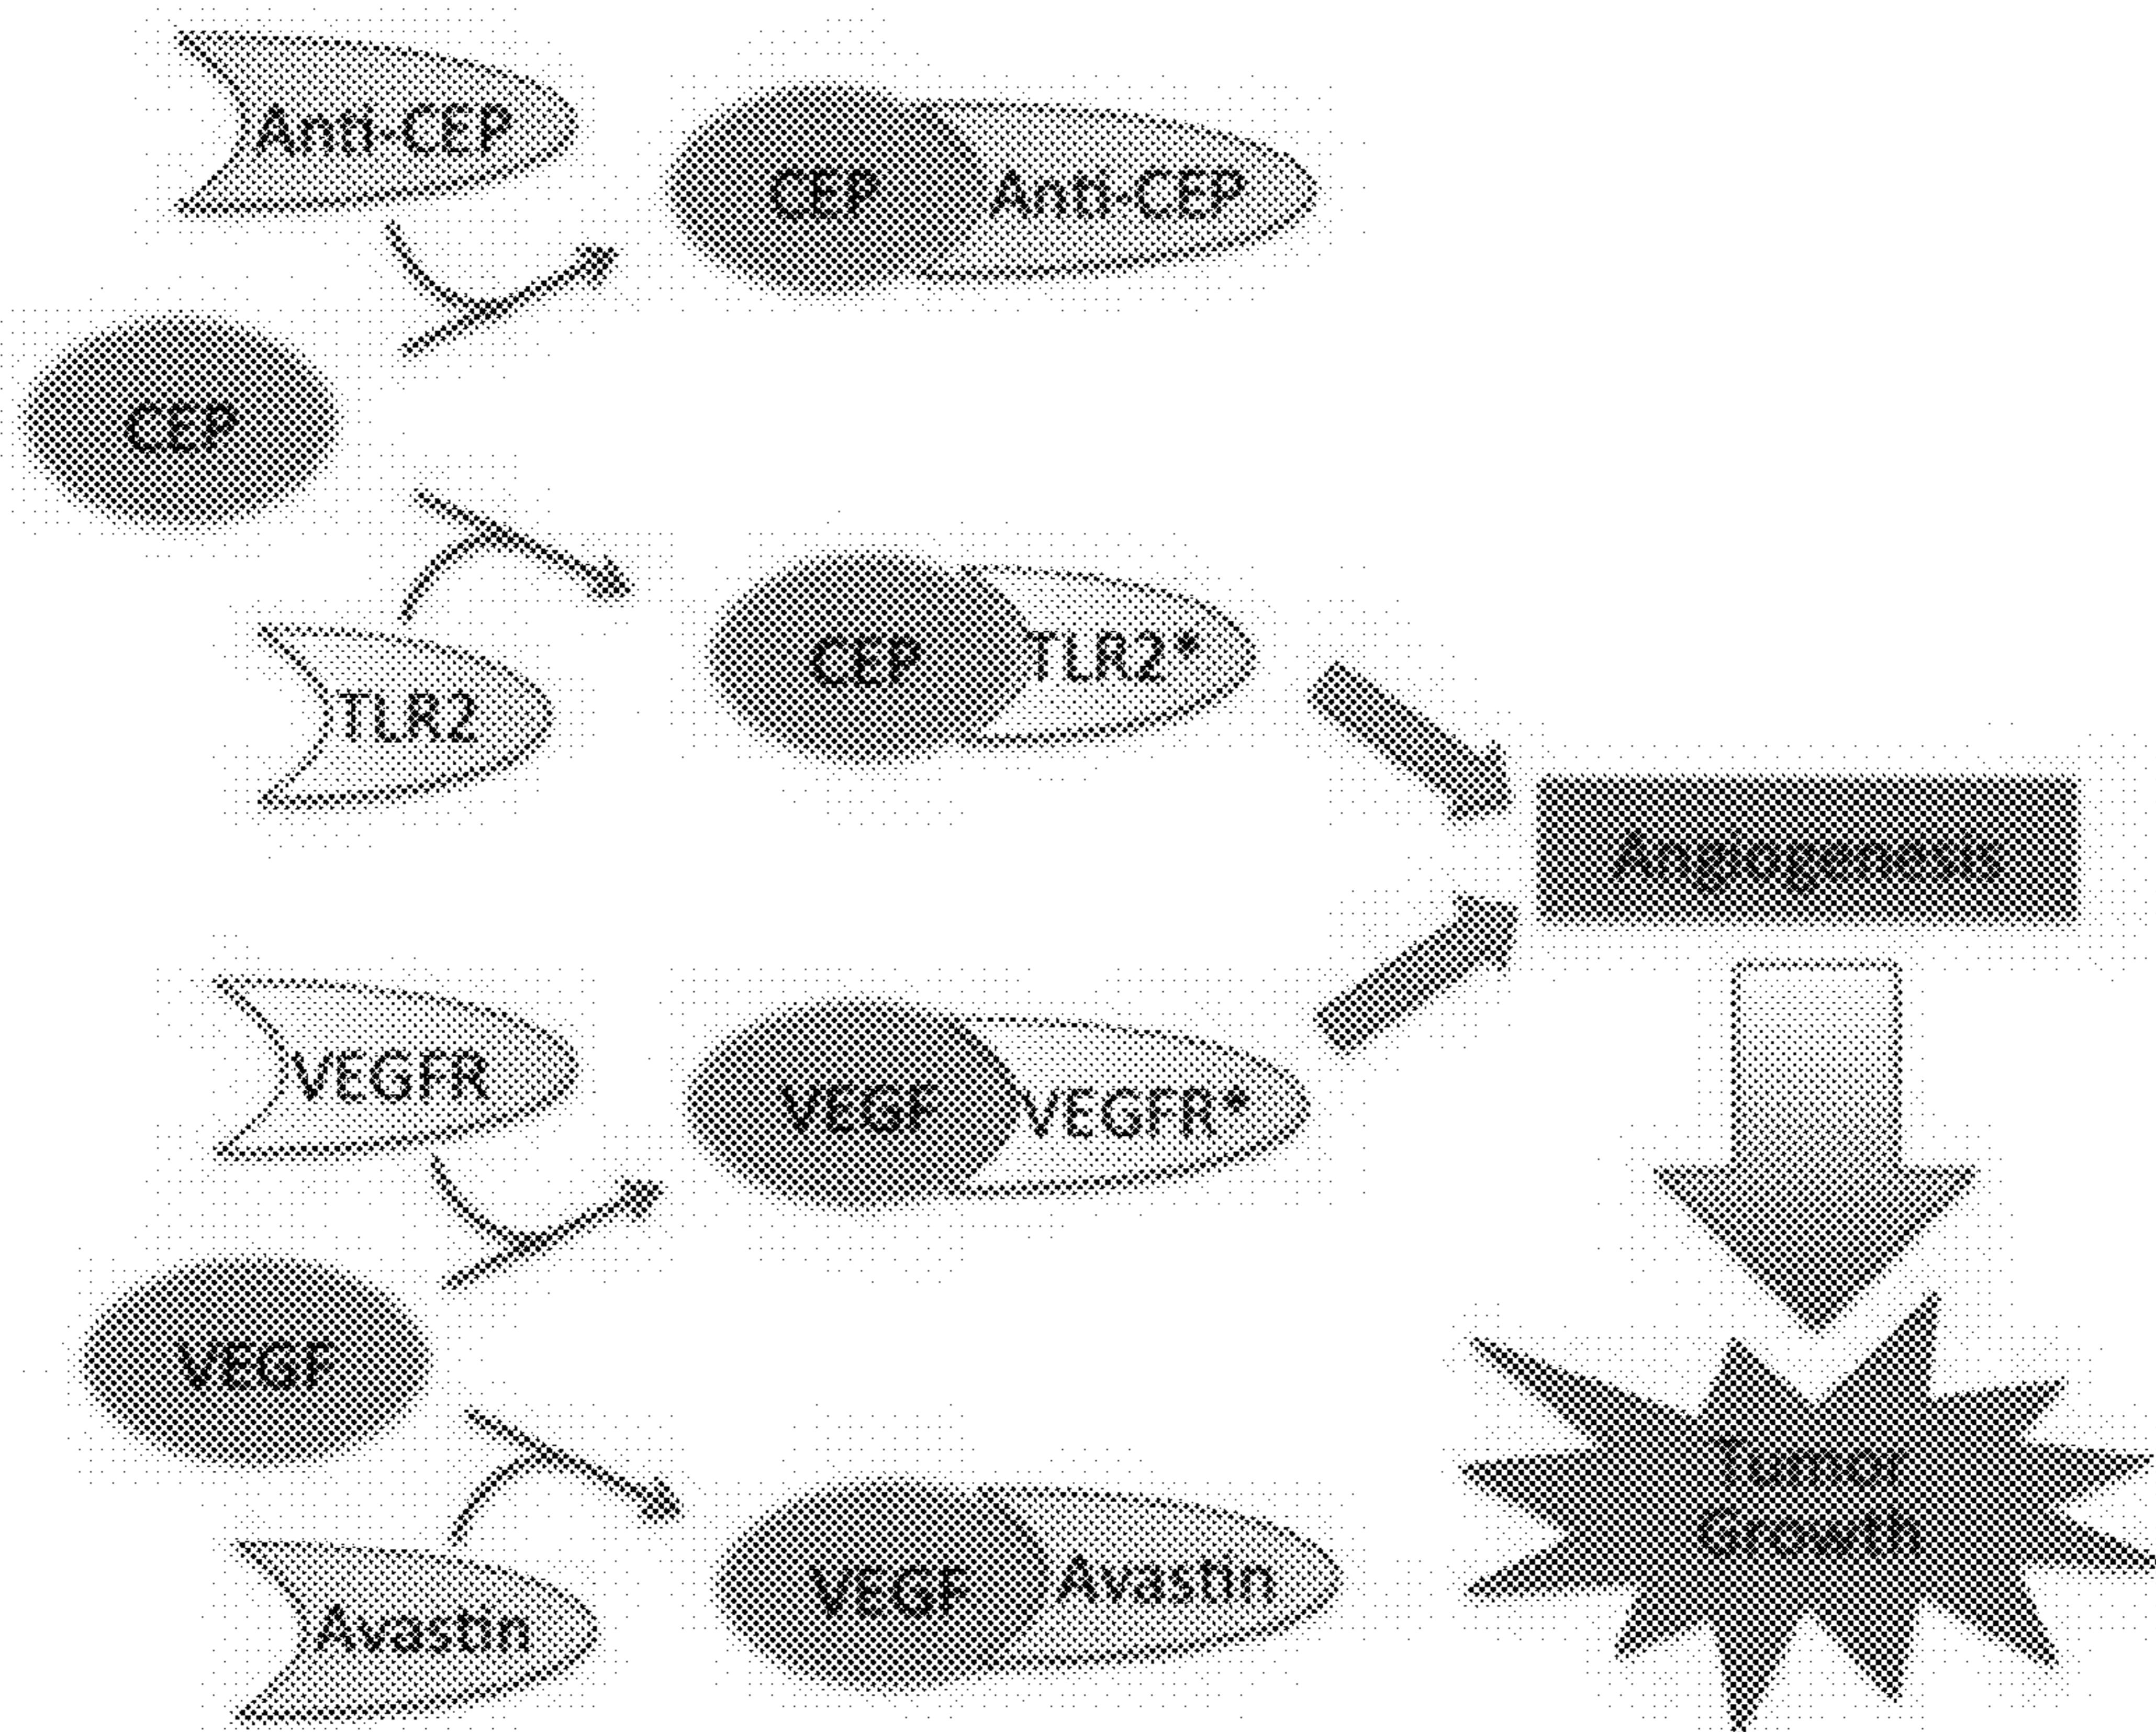 Anti-CEP
CEP Anti-CEP
CEP
CEP TLR2*
TLR2
Angiogenesis
VEGFR
VEGF VEGFR*
VEGF
Tumor
Growth
VEGF Avastin
Avastin